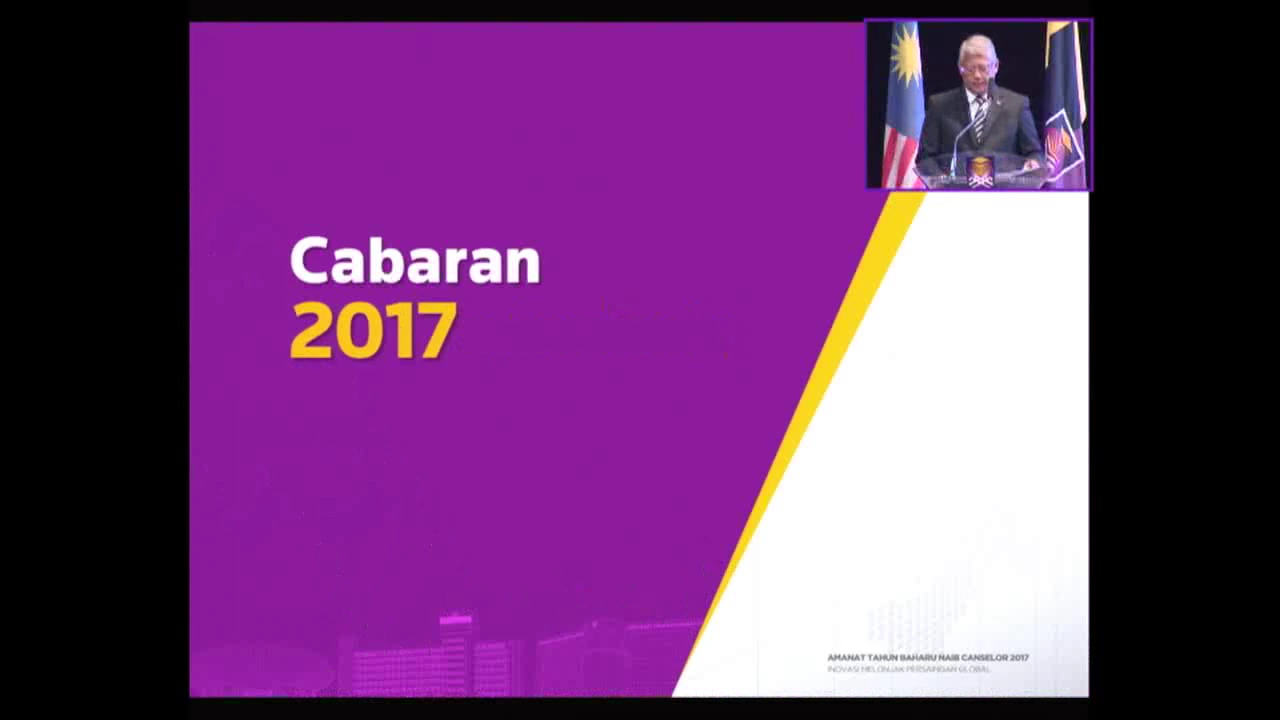 Cabaran
2017
AMANAT TAHUN BAHARU NAIB CANSELOR 2017
INOVASI MELONJAK PERSAINGAN GLOBAL